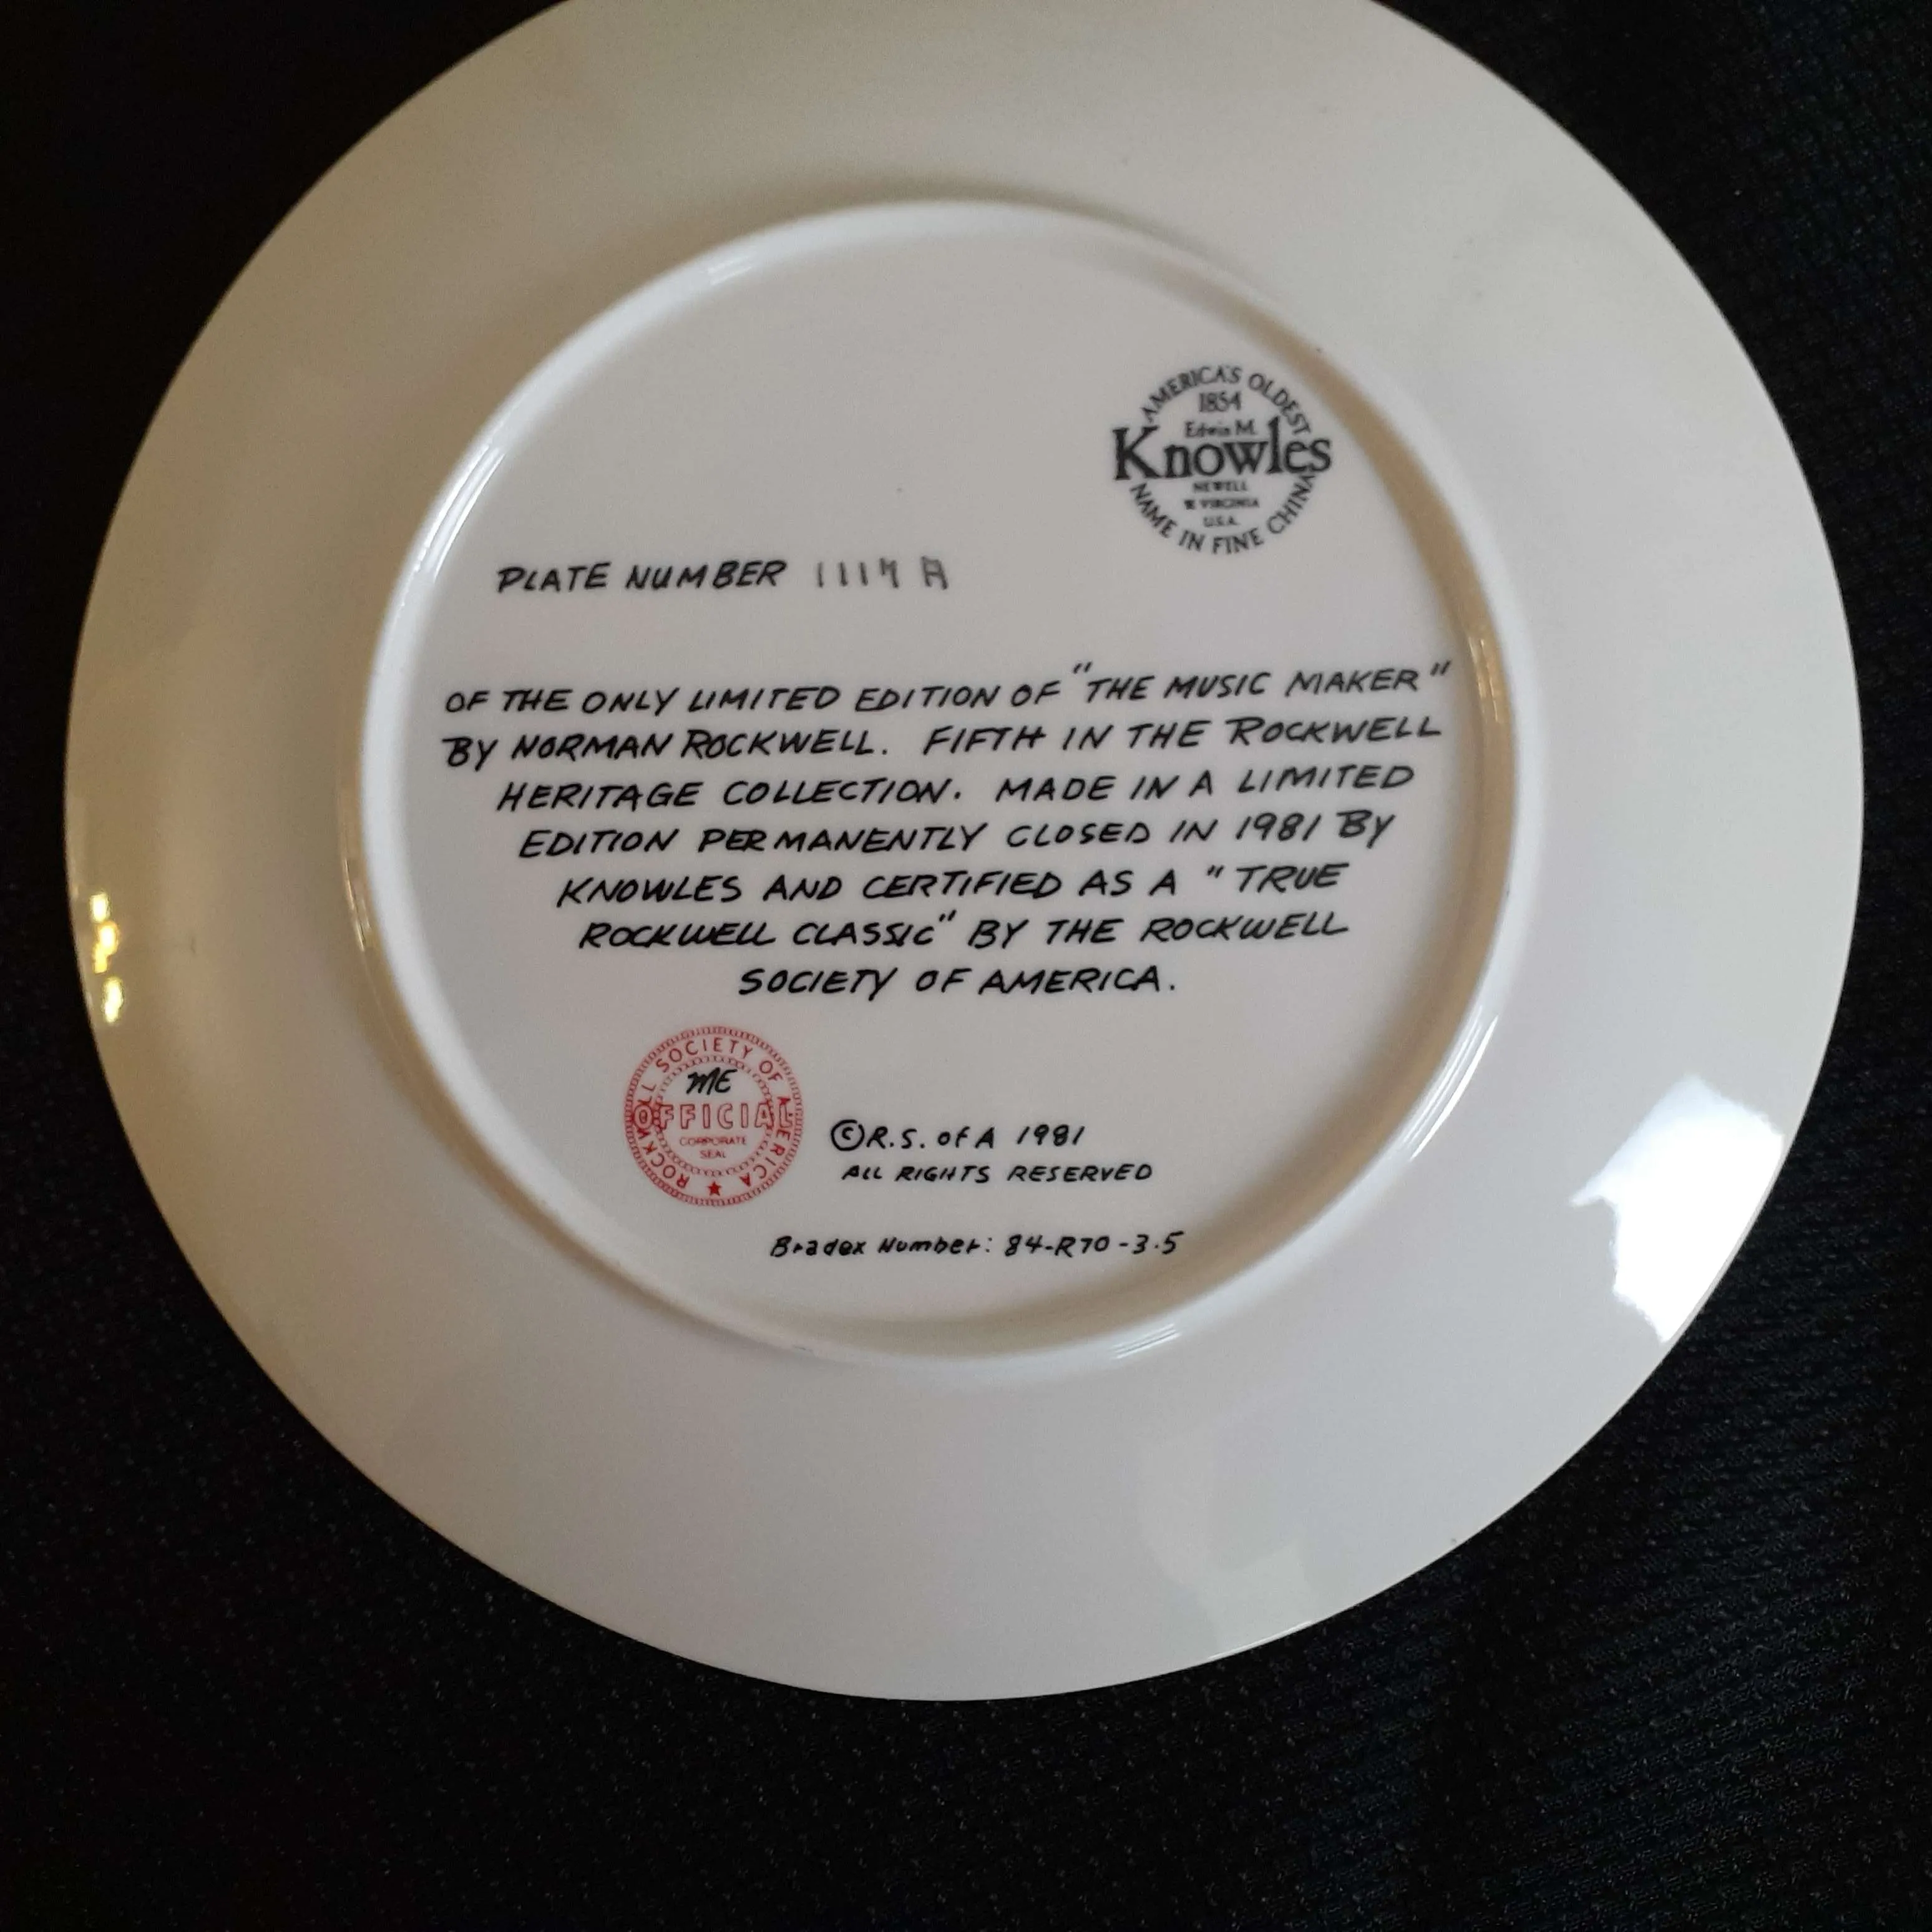 AMERICA'S OLDEST
1854
Edwin M.
Knowles
NEWELL
W VIRGINIA
U.S.A.
NAME IN FINE CHINA
PLATE NUMBER
OF THE ONLY LIMITED EDITION OF "THE MUSIC MAKER"
BY NORMAN ROCKWELL. FIFTH IN THE ROCKWELL
HERITAGE COLLECTION. MADE IN A LIMITED
EDITION PERMANENTLY CLOSED IN 1981 BY
KNOWLES AND CERTIFIED AS A "TRUE
ROCKWELL CLASSIC" BY THE ROCKWELL
SOCIETY OF AMERICA.
ROCKWELL SOCIETY OF AMERICA
ME
OFFICIAL
CORPORATE
SEAL
©R.S. of A 1981
ALL RIGHTS RESERVED
Bradex Number: 84-R70-3.5